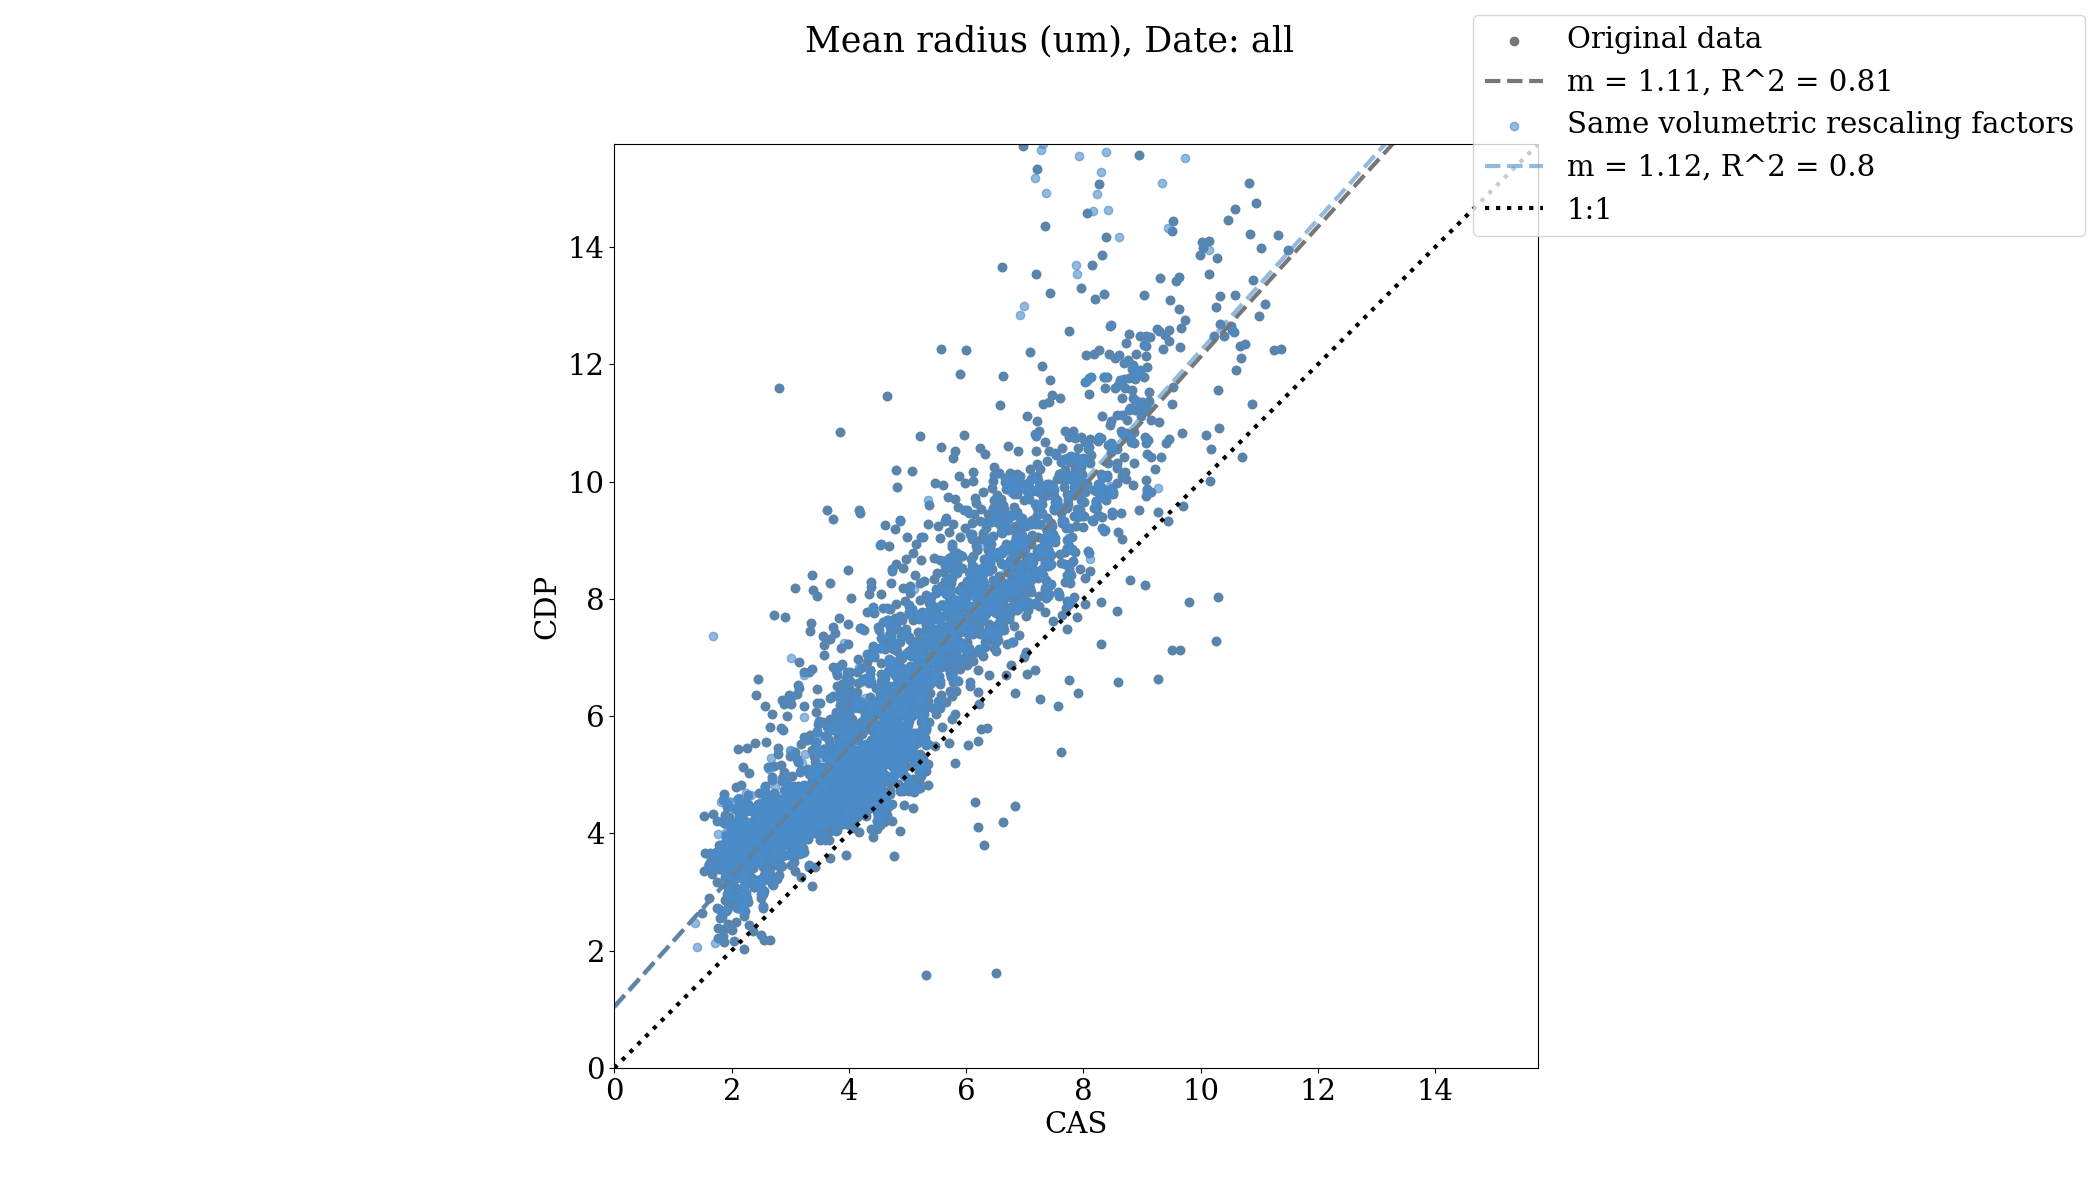 Mean radius (um), Date: all
Original data
m = 1.11, R^2 = 0.81
Same volumetric rescaling factors
m = 1.12, R^2 = 0.8
1:1
14
12
10
8
6
4
2
0
CDP
0 2 4 6 8 10 12 14
CAS